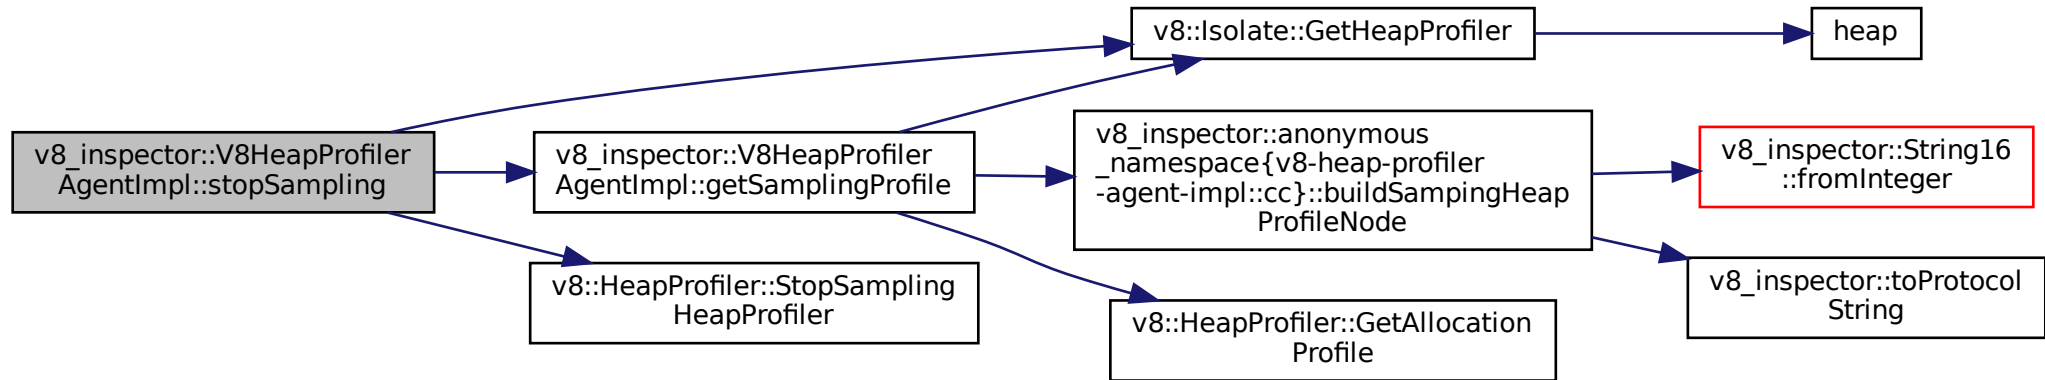 v8::Isolate::GetHeapProfiler
heap
v8_inspector::V8HeapProfiler
AgentImpl::stopSampling
v8_inspector::V8HeapProfiler
AgentImpl::getSamplingProfile
v8_inspector::anonymous
_namespace{v8-heap-profiler
-agent-impl::cc}::buildSampingHeap
ProfileNode
v8_inspector::String16
::fromInteger
v8::HeapProfiler::StopSampling
HeapProfiler
v8::HeapProfiler::GetAllocation
Profile
v8_inspector::toProtocol
String